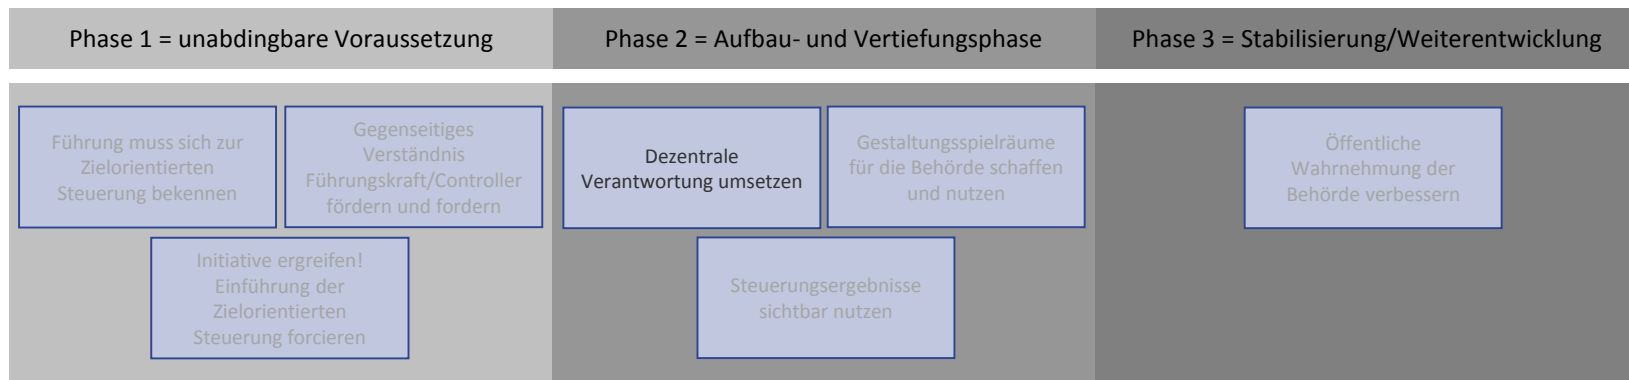 Phase 1 = unabdingbare Voraussetzung
Phase 2 = Aufbau- und Vertiefungsphase
Phase 3 = Stabilisierung/Weiterentwicklung
Führung muss sich zur
Zielorientierten
Steuerung bekennen
Gegenseitiges
Verständnis
Führungskraft/Controller
fördern und fordern
Initiative ergreifen!
Einführung der
Zielorientierten
Steuerung forcieren
Dezentrale
Verantwortung umsetzen
Gestaltungsspielräume
für die Behörde schaffen
und nutzen
Steuerungsergebnisse
sichtbar nutzen
Öffentliche
Wahrnehmung der
Behörde verbessern